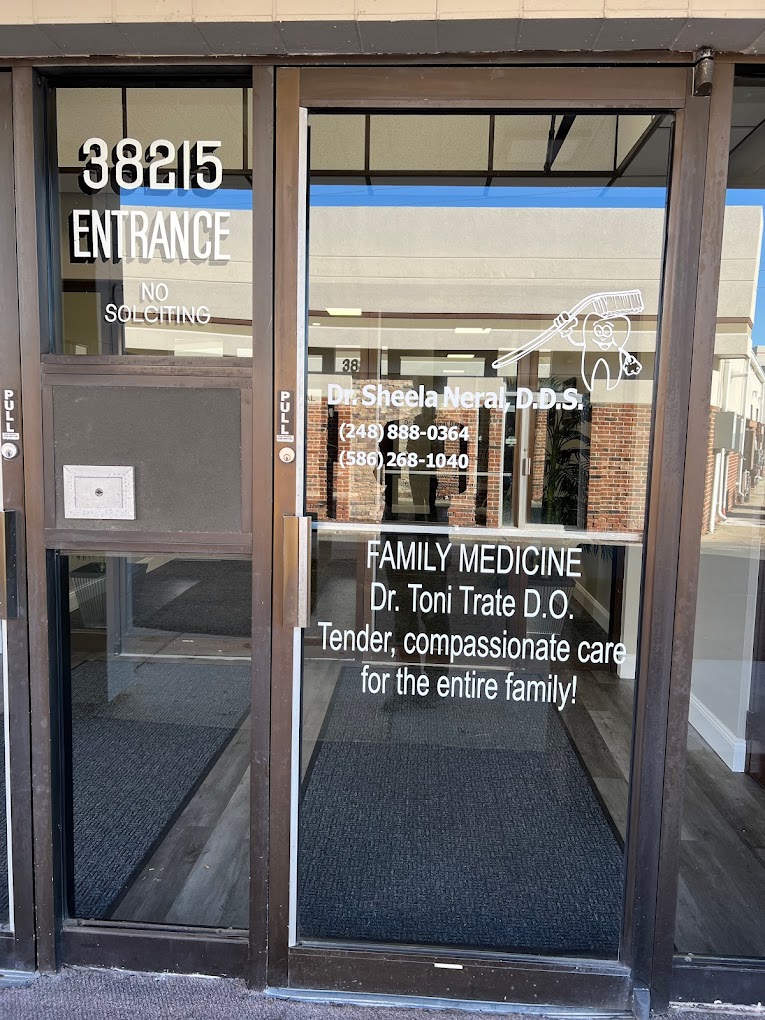 38215
ENTRANCE
NO
SOLCITING
PULL
PULL
38
Dr. Sheela Neral, D.D.S.
(248) 888-0364
(586) 268-1040
FAMILY MEDICINE
Dr. Toni Trate D.O.
Tender, compassionate care
for the entire family!